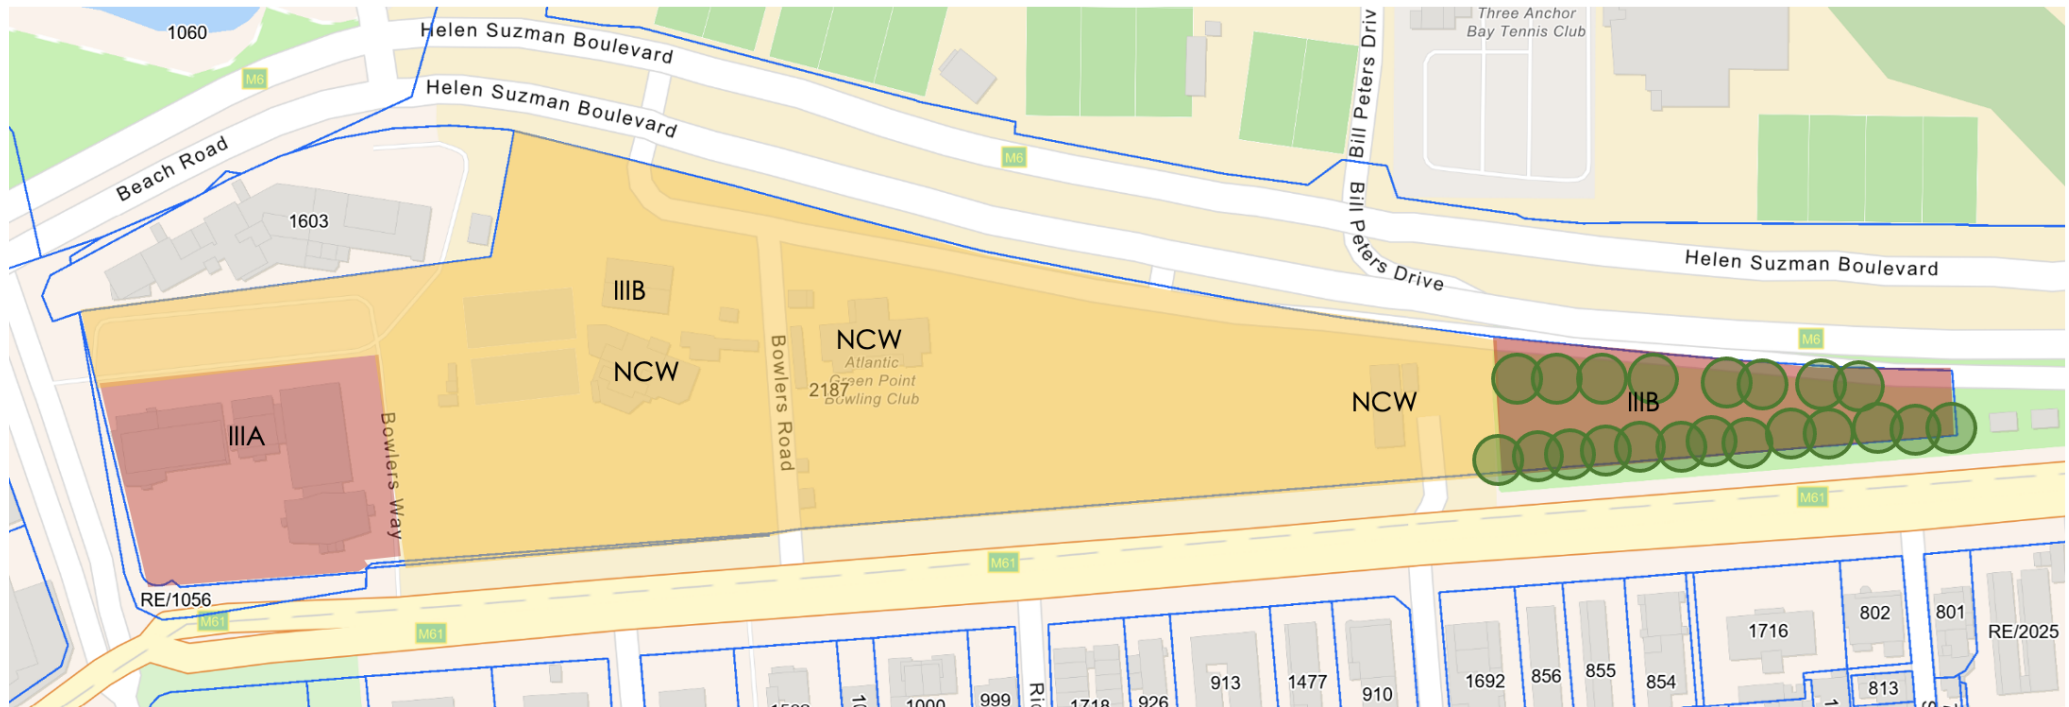 1060
Helen Suzman Boulevard
Three Anchor
Bay Tennis Club
M6
Helen Suzman Boulevard
Bill Peters Driv
Beach Road
M6
1603
Bill Peters Drive
Helen Suzman Boulevard
IIIB
M6
NCW
NCW
Atlantic
Green Point
2187
Bowling Club
Bowlers Road
NCW
IIIB
IIIA
Bowlers Way
M61
M61
RE/1056
M61
M61
802
801
1716
RE/2025
913
1477
910
1692
856
855
854
813
999
1000
1718
926